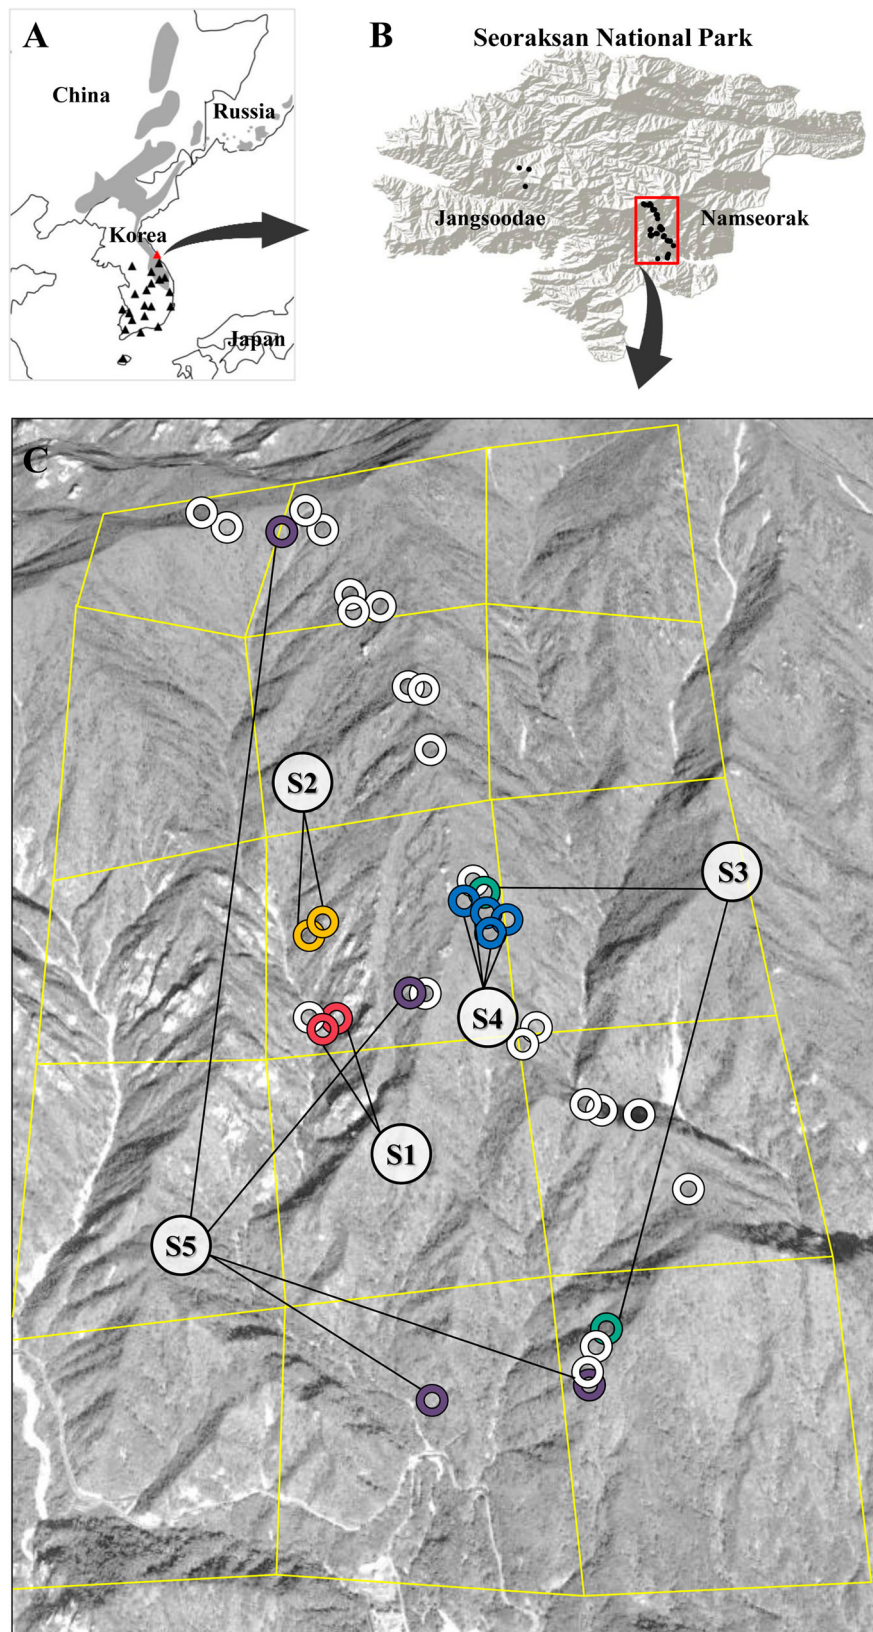 A
China
Russia
Korea
Japan
B
Seoraksan National Park
Jangsoodae
Namseorak
C
S2
S3
S4
S1
S5